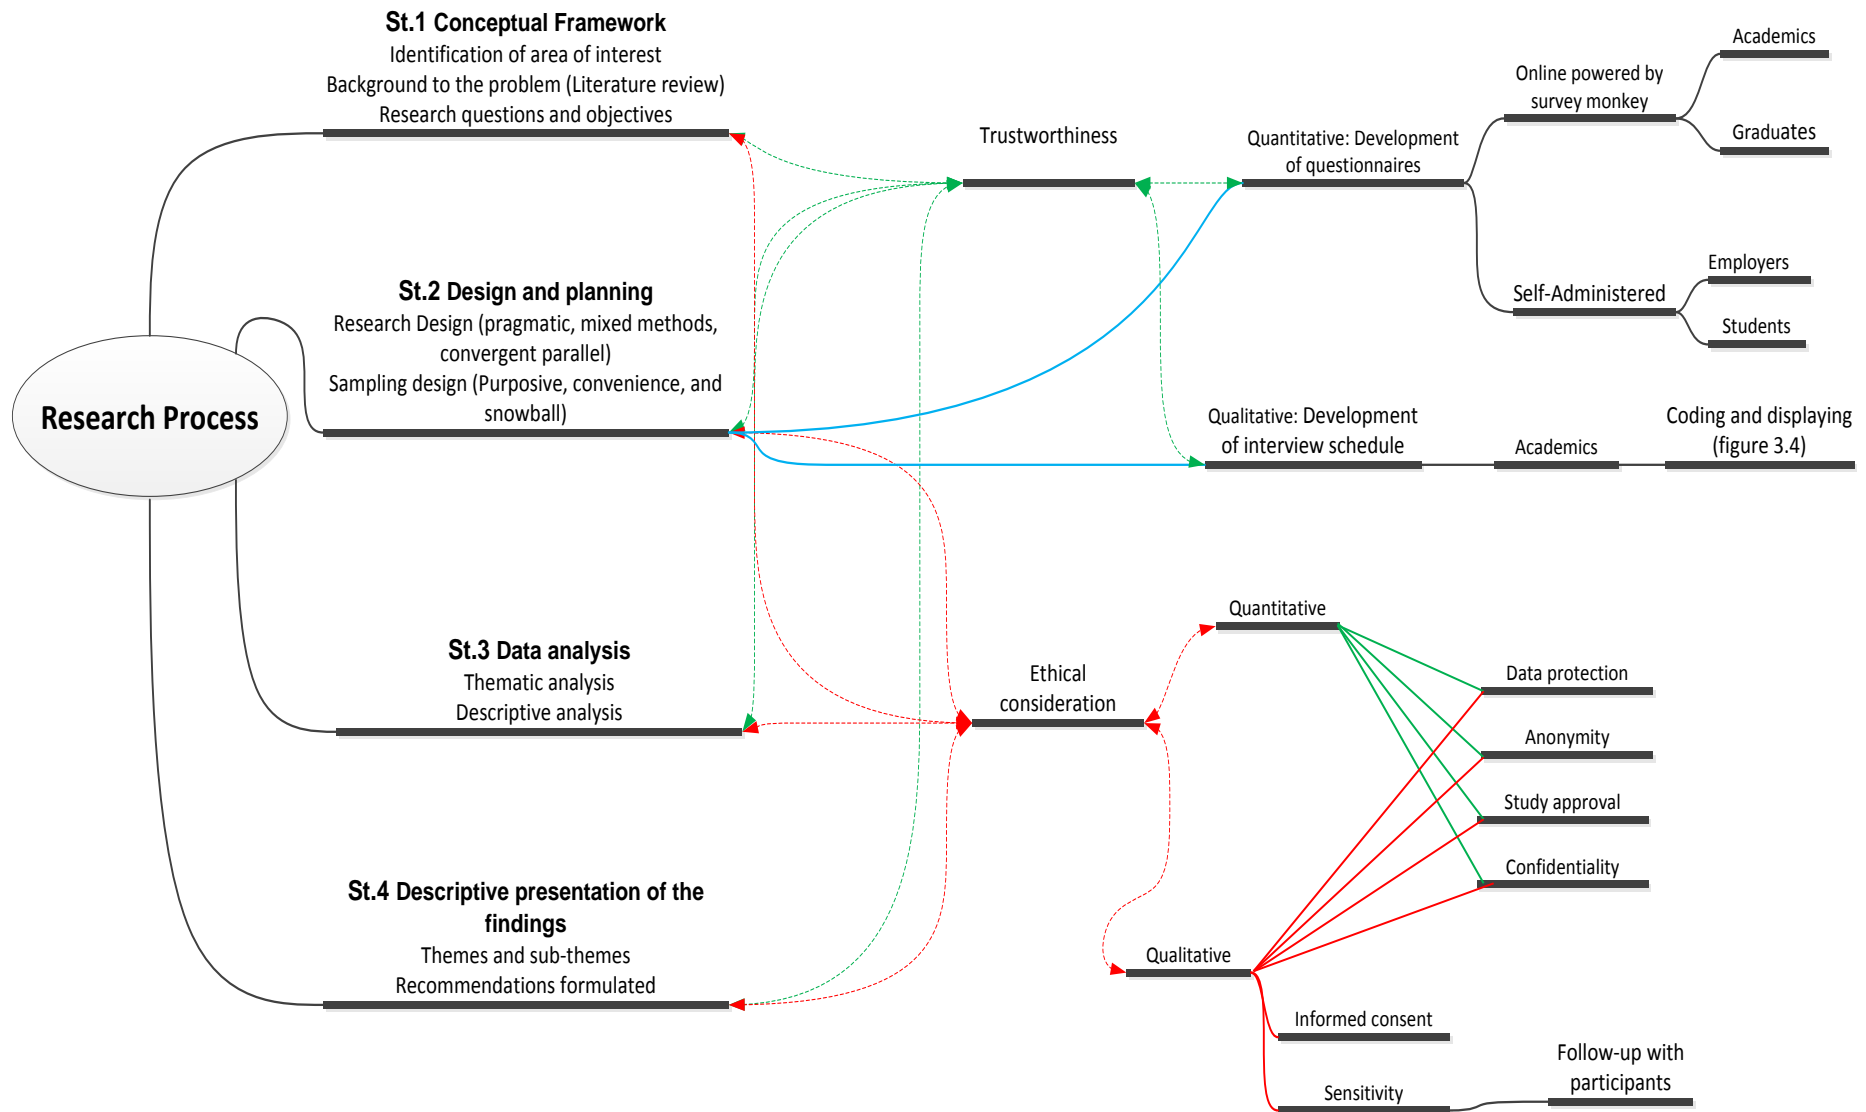 Research Process
St.1 Conceptual Framework
Identification of area of interest
Background to the problem (Literature review)
Research questions and objectives
St.2 Design and planning
Research Design (pragmatic, mixed methods,
convergent parallel)
Sampling design (Purposive, convenience, and
snowball)
St.3 Data analysis
Thematic analysis
Descriptive analysis
St.4 Descriptive presentation of the
findings
Themes and sub-themes
Recommendations formulated
Trustworthiness
Quantitative: Development
of questionnaires
Online powered by
survey monkey
Academics
Graduates
Self-Administered
Employers
Students
Qualitative: Development
of interview schedule
Academics
Coding and displaying
(figure 3.4)
Ethical
consideration
Quantitative
Data protection
Anonymity
Study approval
Confidentiality
Qualitative
Informed consent
Sensitivity
Follow-up with
participants